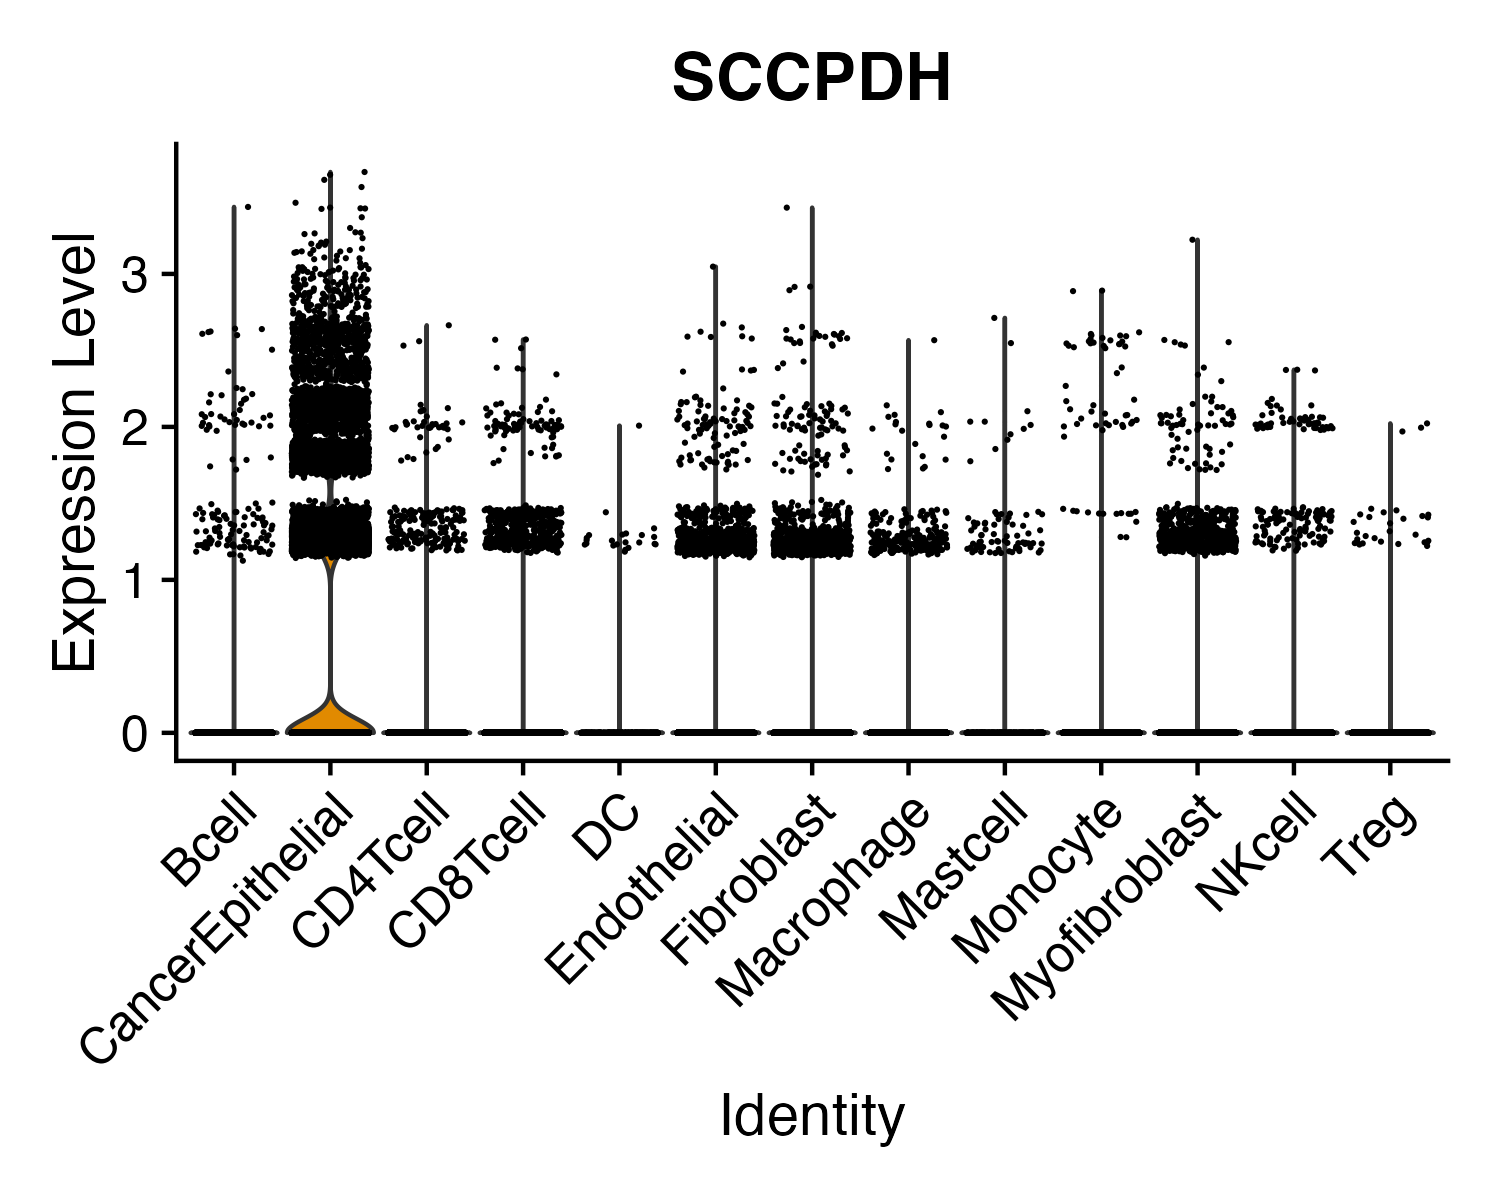 SCCPDH
Expression Level
3
2
1
0
Bcell
CancerEpithelial
CD4Tcell
CD8Tcell
DC
Endothelial
Fibroblast
Macrophage
Mastcell
Monocyte
Myofibroblast
NKcell
Treg
Identity